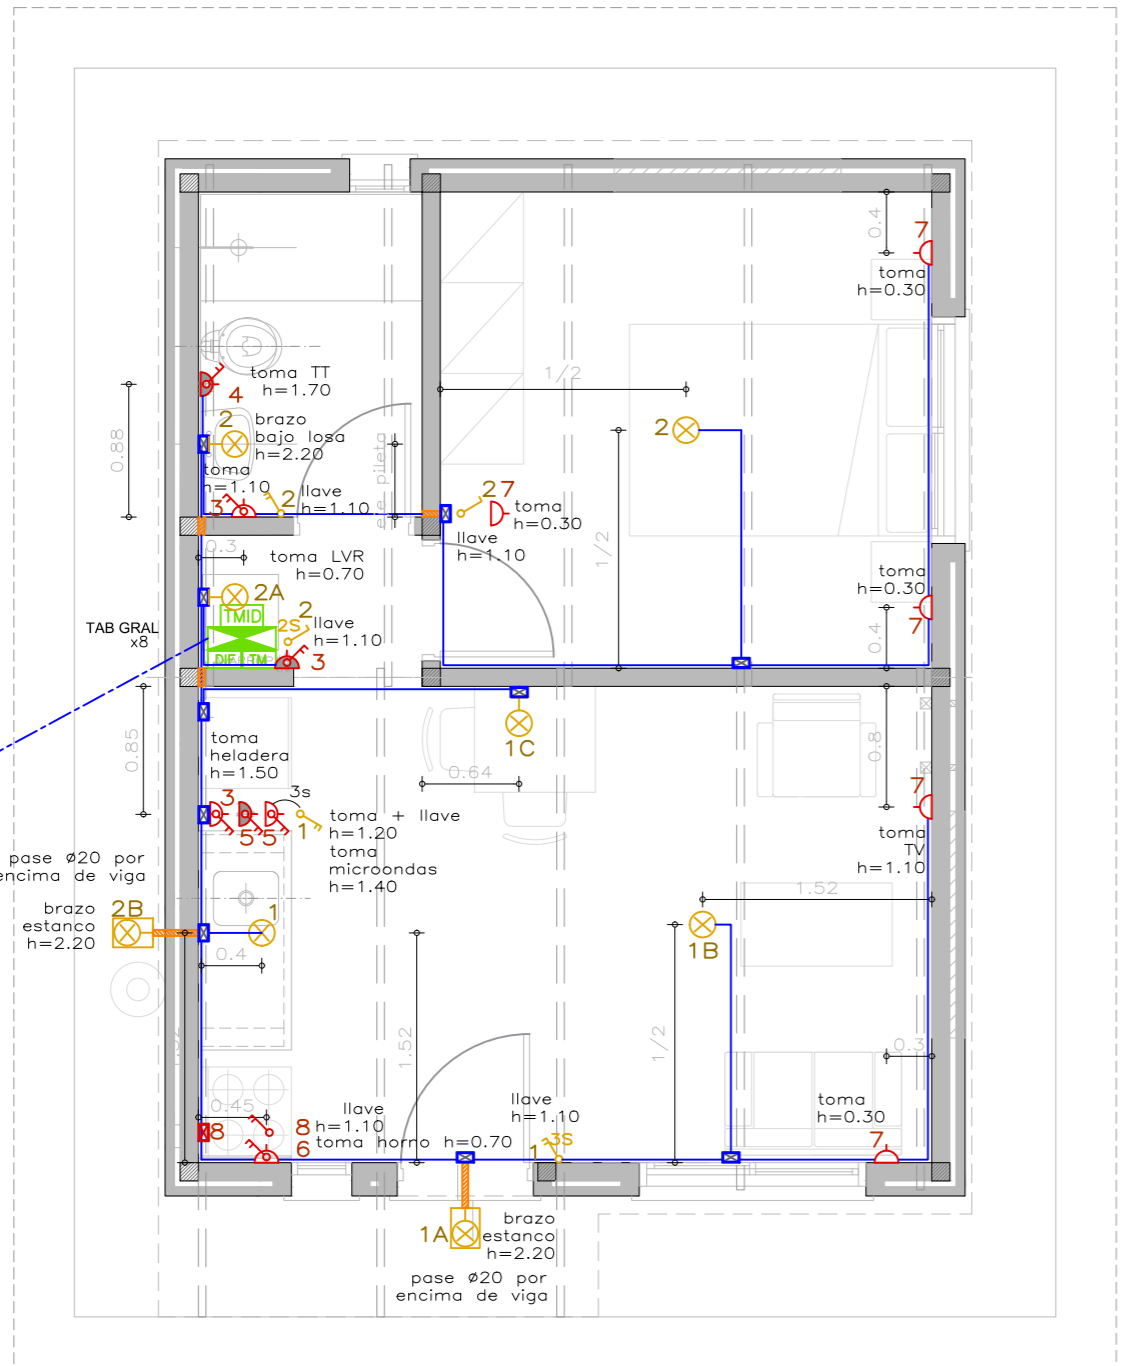 7
0.4
toma
h=0.30
toma TT
h=1.70
4
1/2
2
brazo
bajo losa
h=2.20
0.88
eje pileta
2
toma
h=1.10
3
2
llave
h=1.10
2
7
toma
h=0.30
llave
h=1.10
1/2
0.3
toma LVR
h=0.70
2A
TMID
TAB GRAL
x8
DIF
TM
2S
2
llave
h=1.10
3
toma
h=0.30
7
0.4
1C
0.64
0.85
toma
heladera
h=1.50
3
5
5
3s
1
toma + llave
h=1.20
toma
microondas
h=1.40
0.8
7
toma
TV
h=1.10
pase ø20 por
encima de viga
brazo
estanco
h=2.20
2B
1
0.4
1.52
1.52
1B
1/2
0.3
0.45
8
8
6
llave
h=1.10
toma horno h=0.70
llave
h=1.10
1
3S
toma
h=0.30
7
1A
brazo
estanco
h=2.20
pase ø20 por
encima de viga